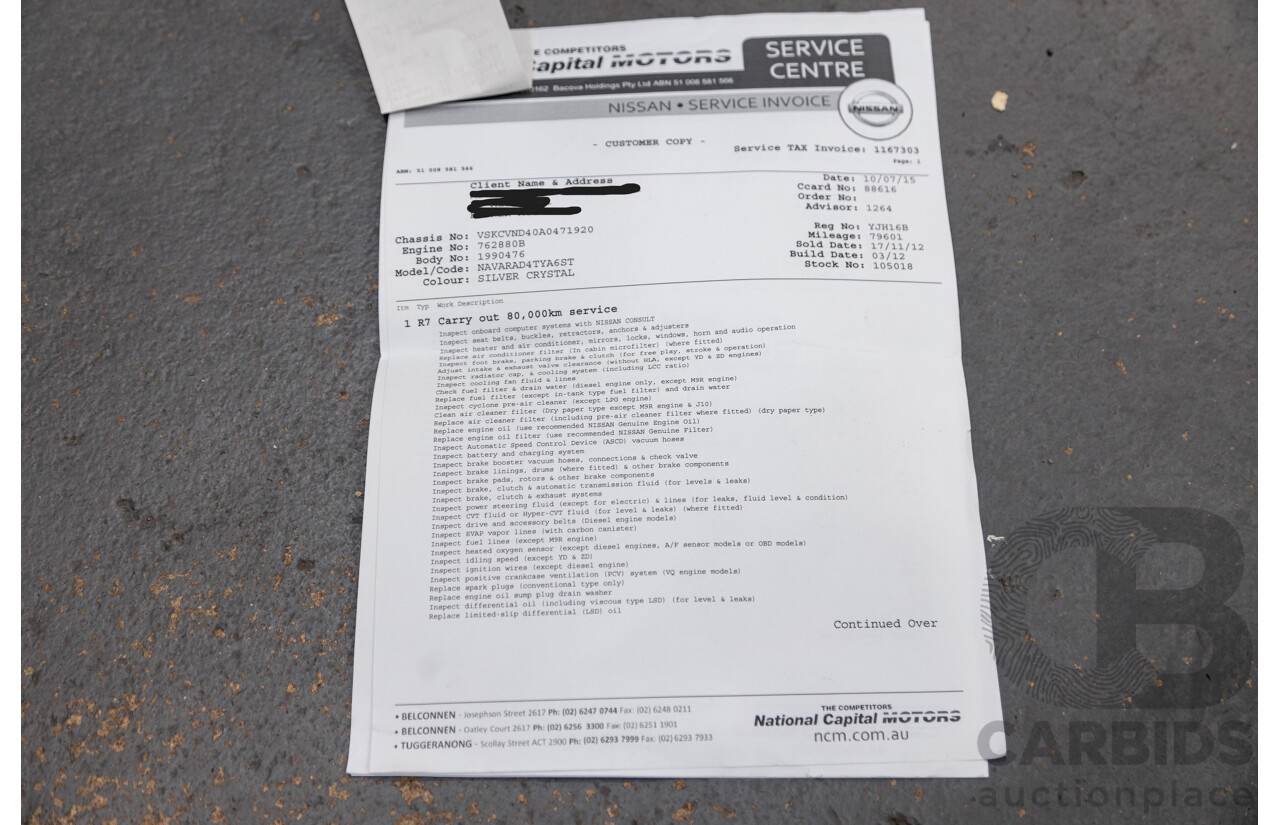 THE COMPETITORS
Capital MOTORS
SERVICE
CENTRE
Bacova Holdings Pty Ltd ABN 51 008 581 566
NISSAN • SERVICE INVOICE
NISSAN
- CUSTOMER COPY -
Service TAX Invoice: 1167303
Page: 1
ABN: 51 008 581 566
Client Name & Address
Date: 10/07/15
Ccard No: 88616
Order No:
Advisor: 1264
Chassis No: VSKCVND40A0471920
Engine No: 762880B
Body No: 1990476
Model/Code: NAVARAD4TYA6ST
Colour: SILVER CRYSTAL
Reg No: YJH16B
Mileage: 79601
Sold Date: 17/11/12
Build Date: 03/12
Stock No: 105018
Itm Typ Work Description
1 R7 Carry out 80,000km service
Inspect onboard computer systems with NISSAN CONSULT
Inspect seat belts, buckles, retractors, anchors & adjusters
Inspect heater and air conditioner, mirrors, locks, windows, horn and audio operation
Replace air conditioner filter (In cabin microfilter) (where fitted)
Inspect foot brake, parking brake & clutch (for free play, stroke & operation)
Adjust intake & exhaust valve clearance (without HLA, except YD & ZD engines)
Inspect radiator cap, & cooling system (including LCC ratio)
Inspect cooling fan fluid & lines
Check fuel filter & drain water (diesel engine only, except M9R engine)
Replace fuel filter (except in-tank type fuel filter) and drain water
Inspect cyclone pre-air cleaner (except LPG engine)
Clean air cleaner filter (Dry paper type except M9R engine & J10)
Replace air cleaner filter (including pre-air cleaner filter where fitted) (dry paper type)
Replace engine oil (use recommended NISSAN Genuine Engine Oil)
Replace engine oil filter (use recommended NISSAN Genuine Filter)
Inspect Automatic Speed Control Device (ASCD) vacuum hoses
Inspect battery and charging system
Inspect brake booster vacuum hoses, connections & check valve
Inspect brake linings, drums (where fitted) & other brake components
Inspect brake pads, rotors & other brake components
Inspect brake, clutch & automatic transmission fluid (for levels & leaks)
Inspect brake, clutch & exhaust systems
Inspect power steering fluid (except for electric) & lines (for leaks, fluid level & condition)
Inspect CVT fluid or Hyper-CVT fluid (for level & leaks) (where fitted)
Inspect drive and accessory belts (Diesel engine models)
Inspect EVAP vapor lines (with carbon canister)
Inspect fuel lines (except M9R engine)
Inspect heated oxygen sensor (except diesel engines, A/F sensor models or OBD models)
Inspect idling speed (except YD & ZD)
Inspect ignition wires (except diesel engine)
Inspect positive crankcase ventilation (PCV) system (VQ engine models)
Replace spark plugs (conventional type only)
Replace engine oil sump plug drain washer
Inspect differential oil (including viscous type LSD) (for level & leaks)
Replace limited-slip differential (LSD) oil
Continued Over
• BELCONNEN - Josephson Street 2617 Ph: (02) 6247 0744 Fax: (02) 6248 0211
• BELCONNEN - Oatley Court 2617 Ph: (02) 6256 3300 Fax: (02) 6251 1901
• TUGGERANONG - Scollay Street ACT 2900 Ph: (02) 6293 7999 Fax: (02) 6293 7933
THE COMPETITORS
National Capital MOTORS
ncm.com.au
CB
CARBIDS
auctionplace